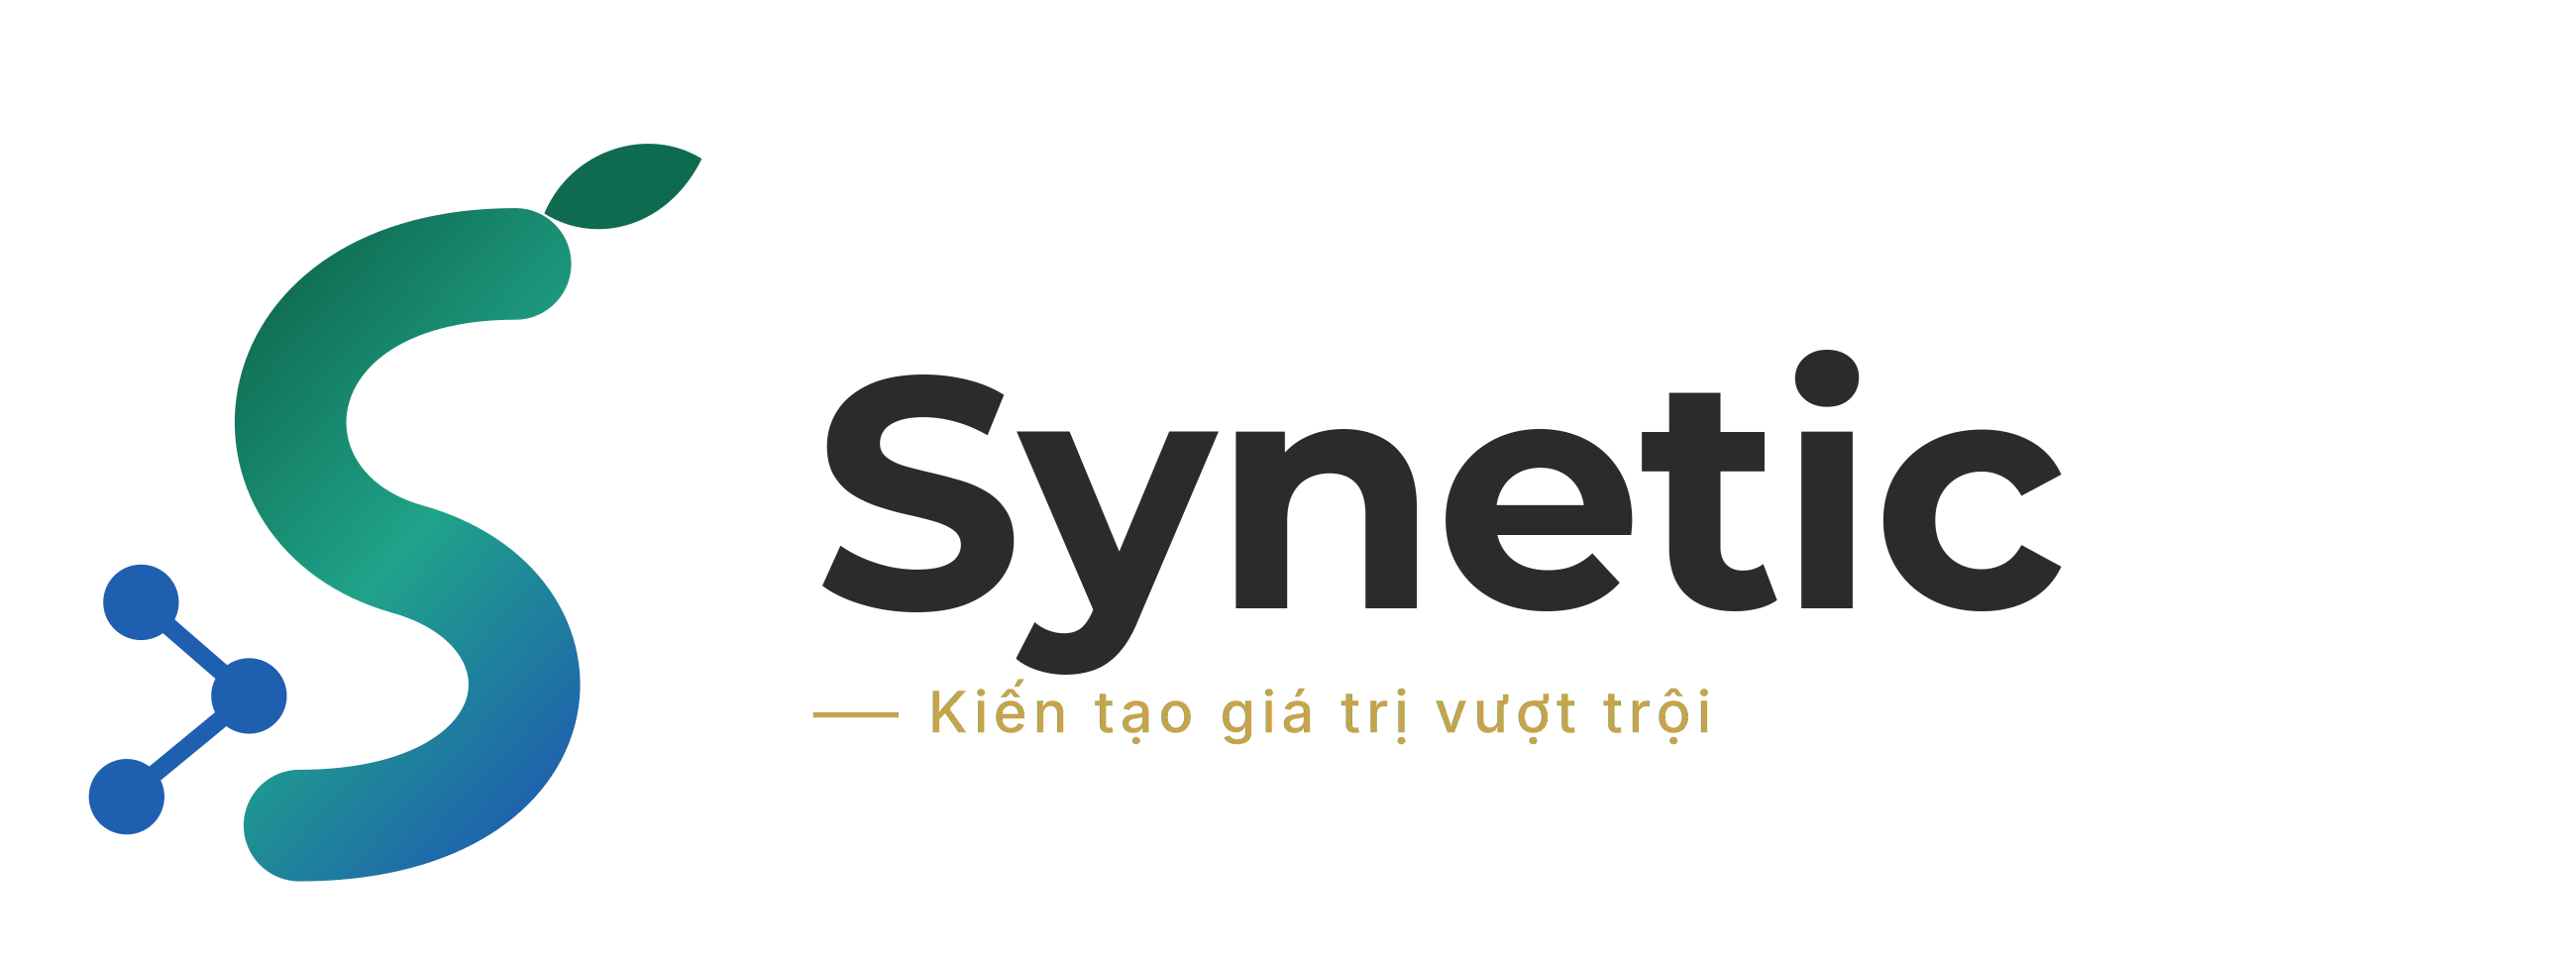 Synetic
Kiến tạo giá trị vượt trội